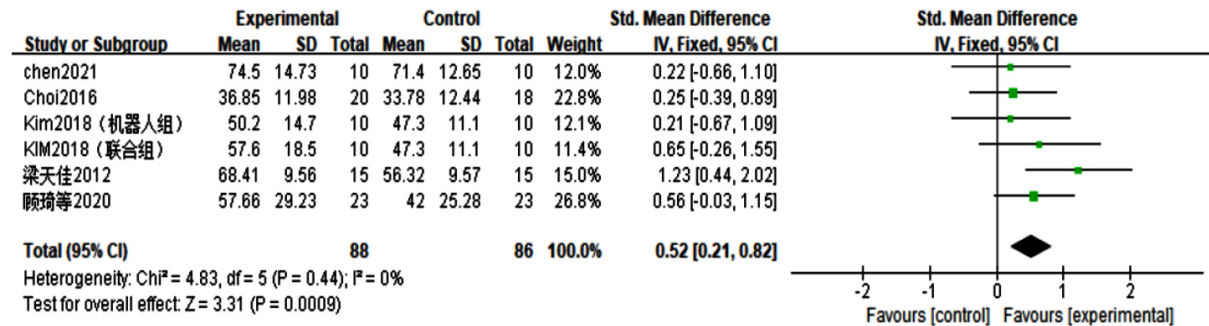 Experimental Control Std. Mean Difference Std. Mean Difference
Study or Subgroup Mean SD Total Mean SD Total Weight IV, Fixed, 95% CI IV, Fixed, 95% CI
chen2021 74.5 14.73 10 71.4 12.65 10 12.0% 0.22 [-0.66, 1.10]
Choi2016 36.85 11.98 20 33.78 12.44 18 22.8% 0.25 [-0.39, 0.89]
Kim2018（机器人组） 50.2 14.7 10 47.3 11.1 10 12.1% 0.21 [-0.67, 1.09]
KIM2018（联合组） 57.6 18.5 10 47.3 11.1 10 11.4% 0.65 [-0.26, 1.55]
梁天佳2012 68.41 9.56 15 56.32 9.57 15 15.0% 1.23 [0.44, 2.02]
顾琦等2020 57.66 29.23 23 42 25.28 23 26.8% 0.56 [-0.03, 1.15]
Total (95% CI) 88 86 100.0% 0.52 [0.21, 0.82]
Heterogeneity: Chi² = 4.83, df = 5 (P = 0.44); I² = 0%
Test for overall effect: Z = 3.31 (P = 0.0009)
-2 -1 0 1 2
Favours [control] Favours [experimental]